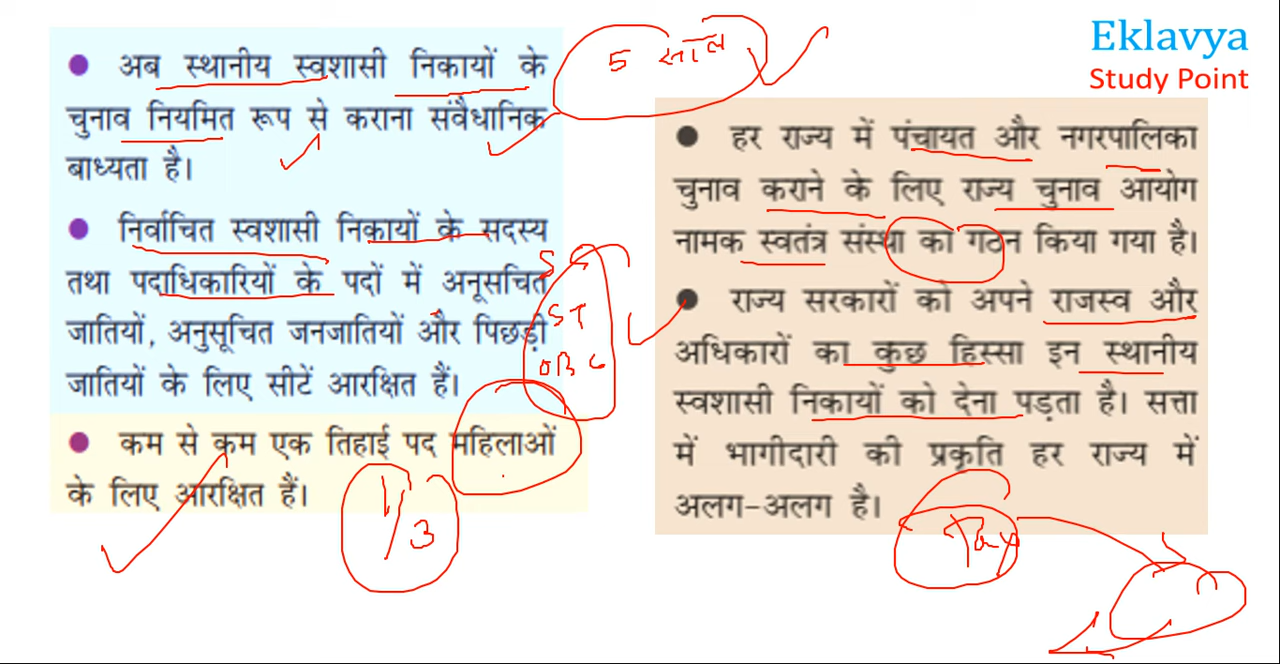 Eklavya
Study Point
• अब स्थानीय स्वशासी निकायों के
चुनाव नियमित रूप से कराना संवैधानिक
बाध्यता है।
• निर्वाचित स्वशासी निकायों के सदस्य
तथा पदाधिकारियों के पदों में अनुसूचित
जातियों, अनुसूचित जनजातियों और पिछड़ी
जातियों के लिए सीटें आरक्षित हैं।
• कम से कम एक तिहाई पद महिलाओं
के लिए आरक्षित हैं।
5 साल
SC
ST
OBC
1/3
• हर राज्य में पंचायत और नगरपालिका
चुनाव कराने के लिए राज्य चुनाव आयोग
नामक स्वतंत्र संस्था का गठन किया गया है।
• राज्य सरकारों को अपने राजस्व और
अधिकारों का कुछ हिस्सा इन स्थानीय
स्वशासी निकायों को देना पड़ता है। सत्ता
में भागीदारी की प्रकृति हर राज्य में
अलग-अलग है।